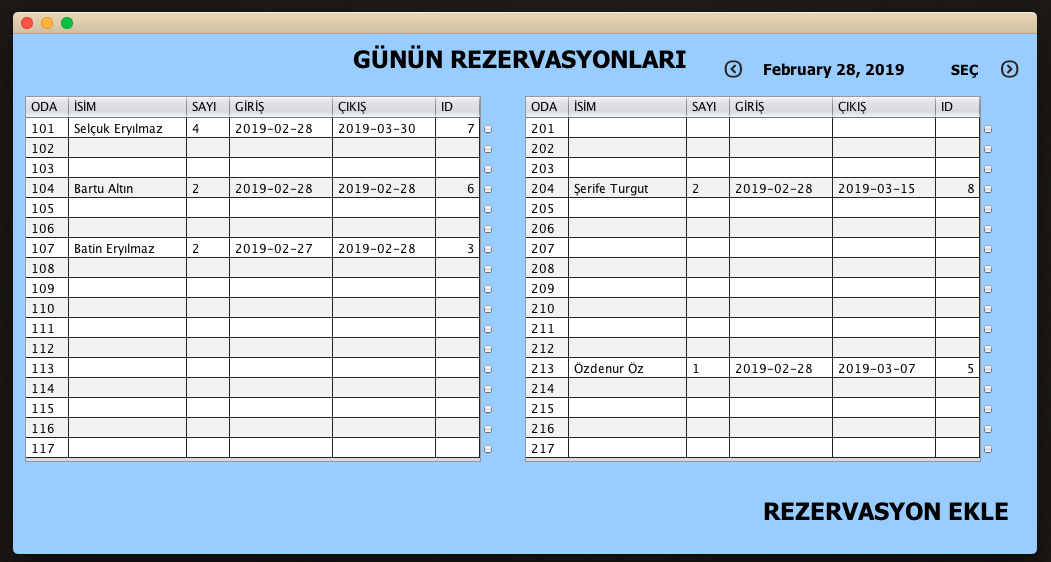 GÜNÜN REZERVASYONLARI
February 28, 2019 SEÇ
ODA İSİM SAYI GİRİŞ ÇIKIŞ ID
101 Selçuk Eryılmaz 4 2019-02-28 2019-03-30 7
102
103
104 Bartu Altın 2 2019-02-28 2019-02-28 6
105
106
107 Batin Eryılmaz 2 2019-02-27 2019-02-28 3
108
109
110
111
112
113
114
115
116
117
ODA İSİM SAYI GİRİŞ ÇIKIŞ ID
201
202
203
204 Şerife Turgut 2 2019-02-28 2019-03-15 8
205
206
207
208
209
210
211
212
213 Özdenur Öz 1 2019-02-28 2019-03-07 5
214
215
216
217
REZERVASYON EKLE